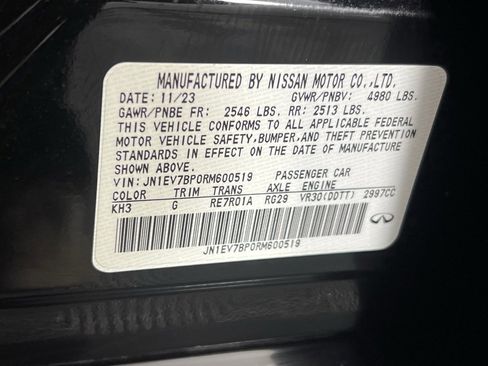 MANUFACTURED BY NISSAN MOTOR CO.,LTD.
DATE: 11/23 GVWR/PNBV: 4980 LBS.
GAWR/PNBE FR: 2546 LBS. RR: 2513 LBS.
THIS VEHICLE CONFORMS TO ALL APPLICABLE FEDERAL
MOTOR VEHICLE SAFETY,BUMPER,AND THEFT PREVENTION
STANDARDS IN EFFECT ON THE DATE OF MANUFACTURE
SHOWN ABOVE.
VIN: JN1EV7BP0RM600519 PASSENGER CAR
COLOR TRIM TRANS AXLE ENGINE
KH3 G RE7R01A RG29 VR30(DDTT) 2997CC
JN1EV7BP0RM600519